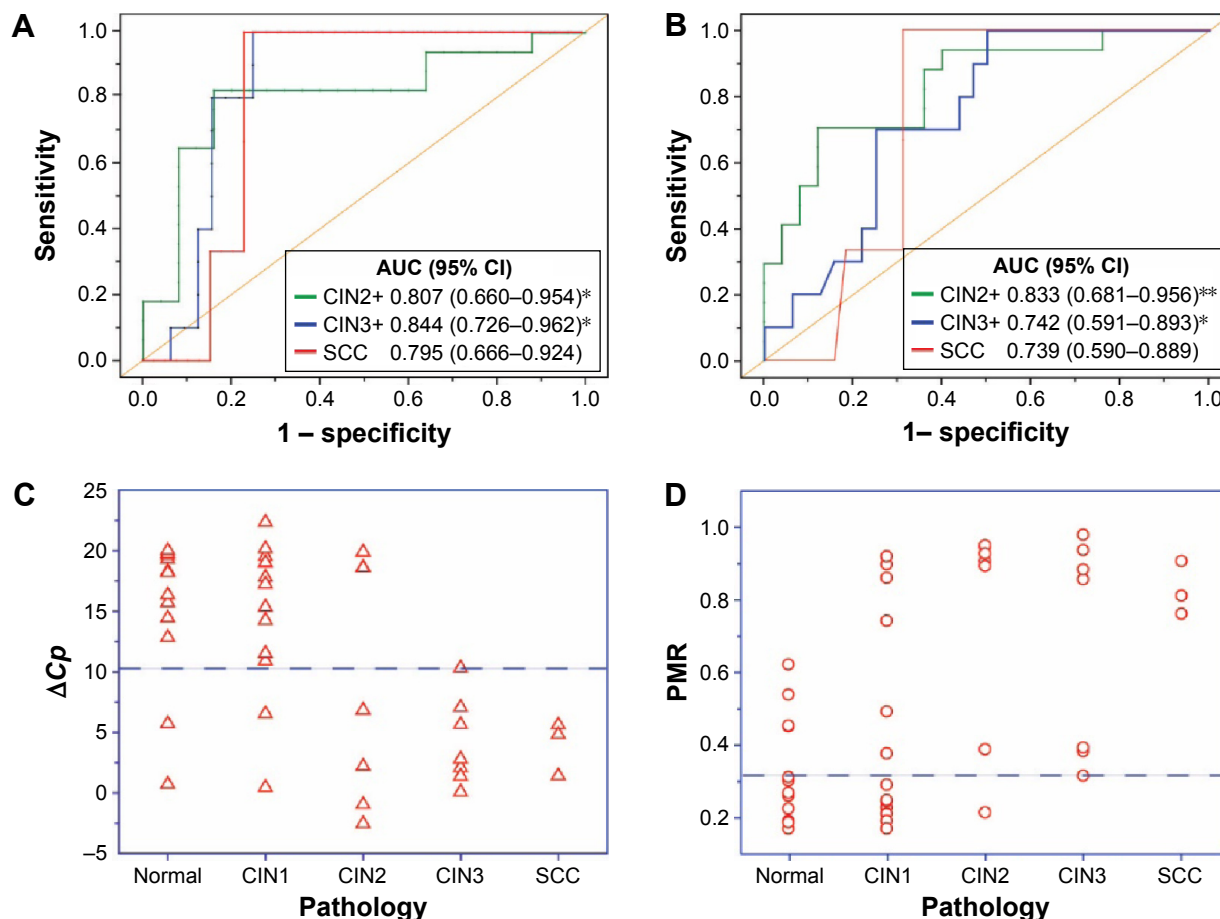 A
1.0
0.8
0.6
0.4
0.2
0.0
Sensitivity
AUC (95% CI)
CIN2+ 0.807 (0.660–0.954)*
CIN3+ 0.844 (0.726–0.962)*
SCC 0.795 (0.666–0.924)
0.0 0.2 0.4 0.6 0.8 1.0
1 – specificity
B
1.0
0.8
0.6
0.4
0.2
0.0
Sensitivity
AUC (95% CI)
CIN2+ 0.833 (0.681–0.956)**
CIN3+ 0.742 (0.591–0.893)*
SCC 0.739 (0.590–0.889)
0.0 0.2 0.4 0.6 0.8 1.0
1– specificity
C
25
20
15
10
5
0
–5
ΔCp
Normal CIN1 CIN2 CIN3 SCC
Pathology
D
1.0
0.8
0.6
0.4
0.2
PMR
Normal CIN1 CIN2 CIN3 SCC
Pathology